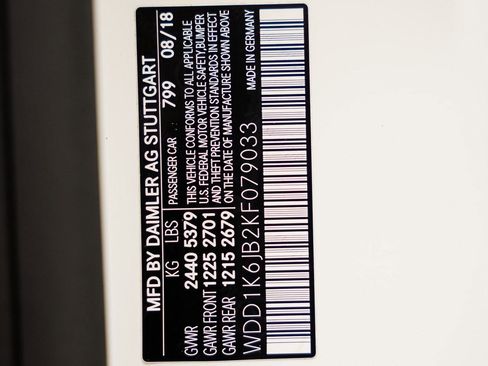 MFD BY DAIMLER AG STUTTGART
KG LBS PASSENGER CAR : 799 08/18
GVWR 2440 5379 THIS VEHICLE CONFORMS TO ALL APPLICABLE
GAWR FRONT 1225 2701 U.S. FEDERAL MOTOR VEHICLE SAFETY,BUMPER
GAWR REAR 1215 2679 AND THEFT PREVENTION STANDARDS IN EFFECT
ON THE DATE OF MANUFACTURE SHOWN ABOVE
WDD1K6JB2KF079033 MADE IN GERMANY